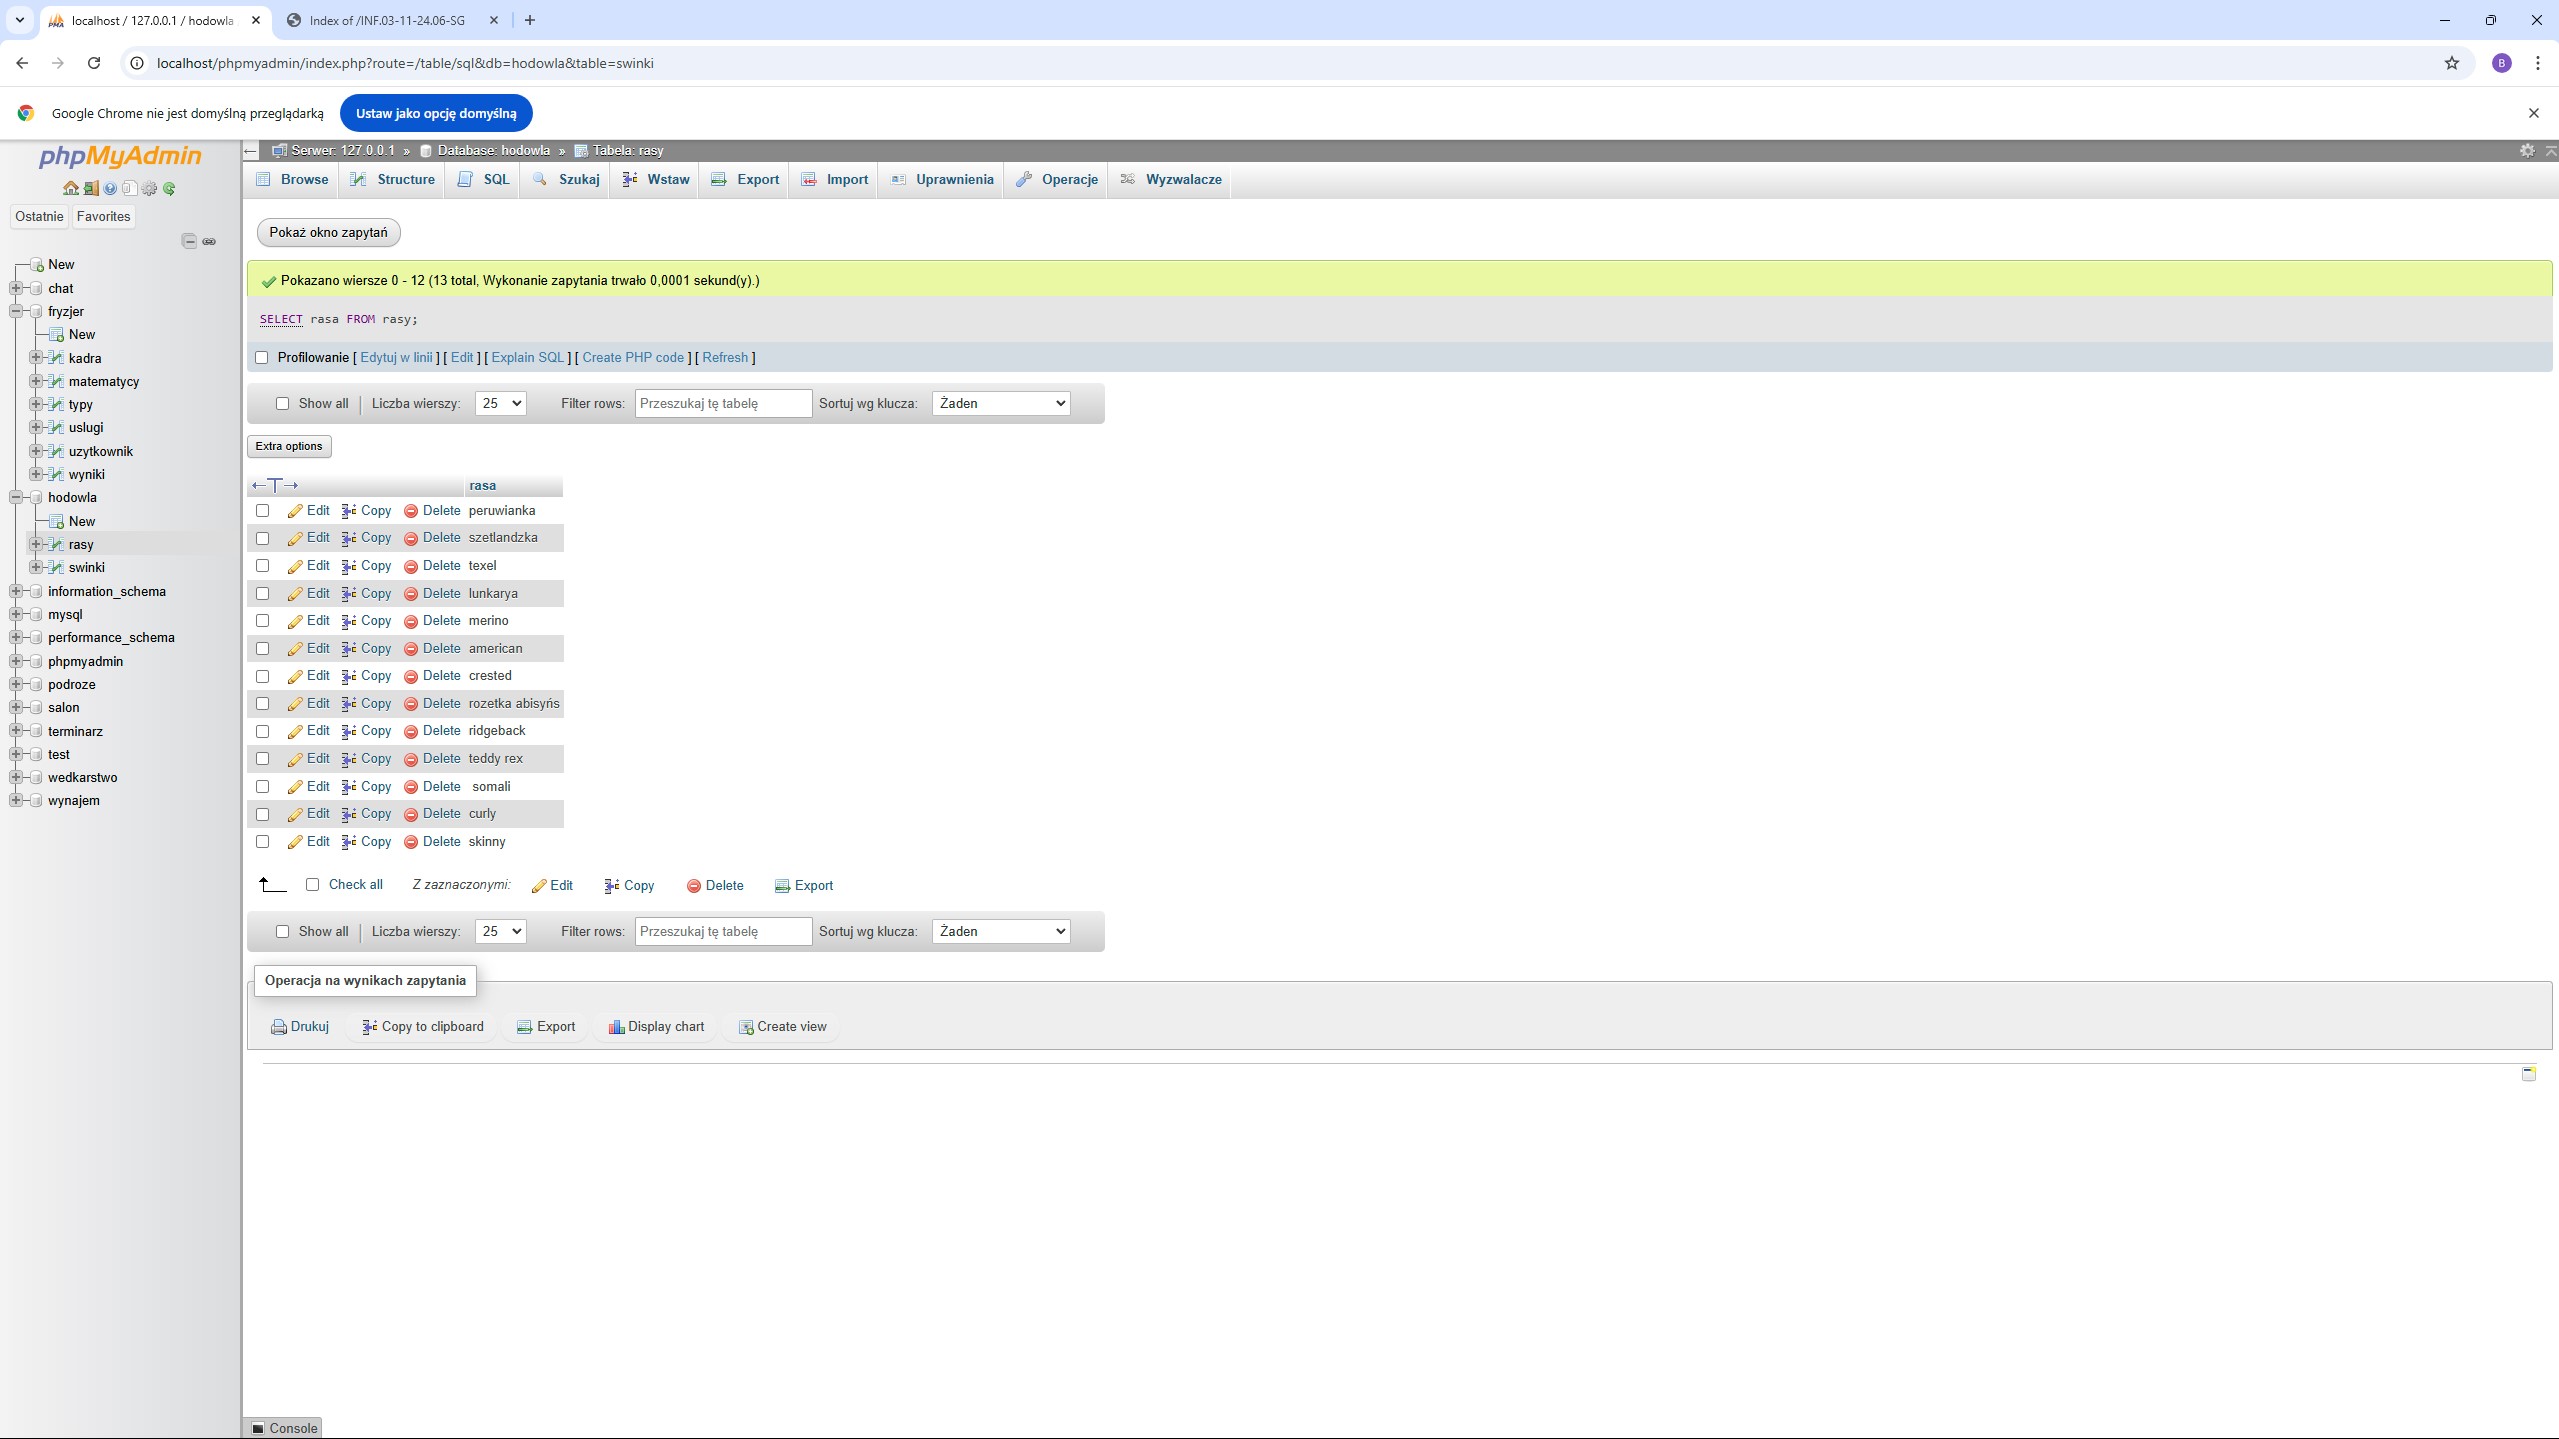 localhost / 127.0.0.1 / hodowla
Index of /INF.03-11-24.06-SG
localhost/phpmyadmin/index.php?route=/table/sql&db=hodowla&table=swinki
B
Google Chrome nie jest domyślną przeglądarką
Ustaw jako opcję domyślną
phpMyAdmin
Ostatnie
Favorites
New
chat
fryzjer
New
kadra
matematycy
typy
uslugi
uzytkownik
wyniki
hodowla
New
rasy
swinki
information_schema
mysql
performance_schema
phpmyadmin
podroze
salon
terminarz
test
wedkarstwo
wynajem
Serwer: 127.0.0.1 » Database: hodowla » Tabela: rasy
Browse Structure SQL Szukaj Wstaw Export Import Uprawnienia Operacje Wyzwalacze
Pokaż okno zapytań
Pokazano wiersze 0 - 12 (13 total, Wykonanie zapytania trwało 0,0001 sekund(y).)
SELECT rasa FROM rasy;
Profilowanie [ Edytuj w linii ] [ Edit ] [ Explain SQL ] [ Create PHP code ] [ Refresh ]
Show all | Liczba wierszy: 25 Filter rows: Przeszukaj tę tabelę Sortuj wg klucza: Żaden
Extra options
←T→ rasa
Edit Copy Delete peruwianka
Edit Copy Delete szetlandzka
Edit Copy Delete texel
Edit Copy Delete lunkarya
Edit Copy Delete merino
Edit Copy Delete american
Edit Copy Delete crested
Edit Copy Delete rozetka abisyńs
Edit Copy Delete ridgeback
Edit Copy Delete teddy rex
Edit Copy Delete somali
Edit Copy Delete curly
Edit Copy Delete skinny
Check all Z zaznaczonymi: Edit Copy Delete Export
Show all | Liczba wierszy: 25 Filter rows: Przeszukaj tę tabelę Sortuj wg klucza: Żaden
Operacja na wynikach zapytania
Drukuj Copy to clipboard Export Display chart Create view
Console